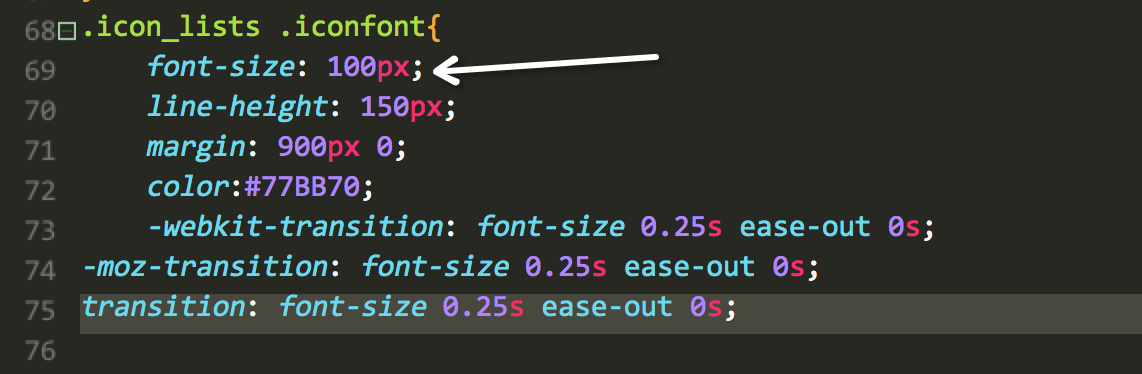 68 .icon_lists .iconfont{
69 font-size: 100px;
70 line-height: 150px;
71 margin: 900px 0;
72 color:#77BB70;
73 -webkit-transition: font-size 0.25s ease-out 0s;
74 -moz-transition: font-size 0.25s ease-out 0s;
75 transition: font-size 0.25s ease-out 0s;
76